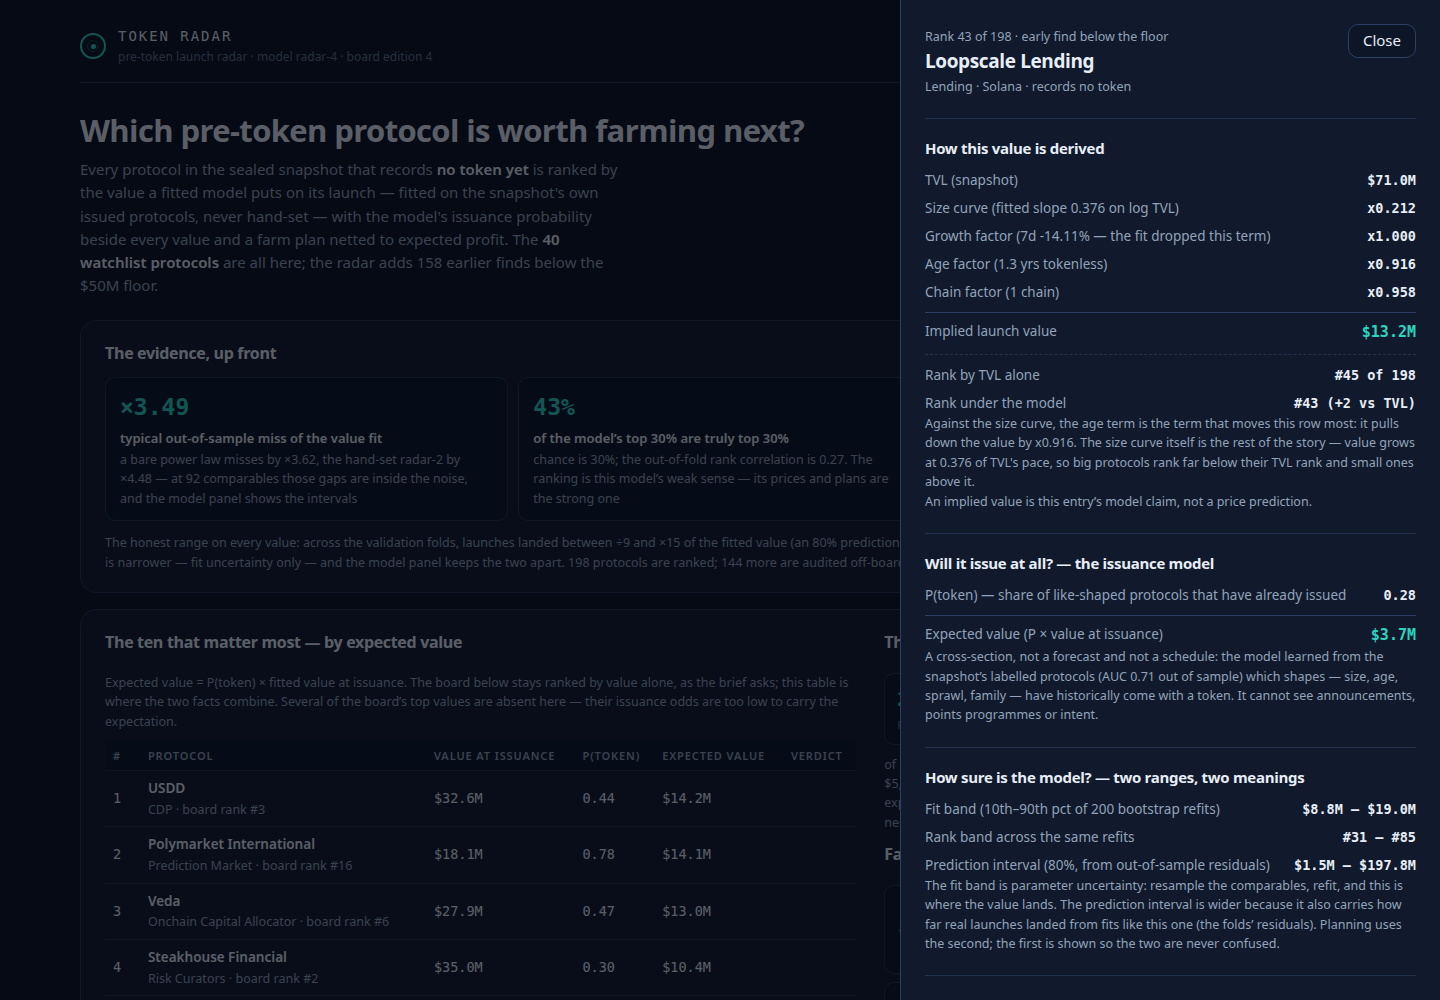 TOKEN RADAR
pre-token launch radar · model radar-4 · board edition 4
Which pre-token protocol is worth farming next?
Every protocol in the sealed snapshot that records no token yet is ranked by
the value a fitted model puts on its launch — fitted on the snapshot's own
issued protocols, never hand-set — with the model's issuance probability
beside every value and a farm plan netted to expected profit. The 40
watchlist protocols are all here; the radar adds 158 earlier finds below the
$50M floor.
The evidence, up front
×3.49
typical out-of-sample miss of the value fit
a bare power law misses by ×3.62, the hand-set radar-2 by
×4.48 — at 92 comparables those gaps are inside the noise,
and the model panel shows the intervals
43%
of the model's top 30% are truly top 30%
chance is 30%; the out-of-fold rank correlation is 0.27. The
ranking is this model's weak sense — its prices and plans are
the strong one
The honest range on every value: across the validation folds, launches landed between ÷9 and ×15 of the fitted value (an 80% prediction
is narrower — fit uncertainty only — and the model panel keeps the two apart. 198 protocols are ranked; 144 more are audited off-boar
The ten that matter most — by expected value
Expected value = P(token) × fitted value at issuance. The board below stays ranked by value alone, as the brief asks; this table is
where the two facts combine. Several of the board's top values are absent here — their issuance odds are too low to carry the
expectation.
# PROTOCOL VALUE AT ISSUANCE P(TOKEN) EXPECTED VALUE VERDICT
1 USDD $32.6M 0.44 $14.2M
CDP · board rank #3
2 Polymarket International $18.1M 0.78 $14.1M
Prediction Market · board rank #16
3 Veda $27.9M 0.47 $13.0M
Onchain Capital Allocator · board rank #6
4 Steakhouse Financial $35.0M 0.30 $10.4M
Risk Curators · board rank #2
Th
of
$5,
exp
ne
Fa
Rank 43 of 198 · early find below the floor
Loopscale Lending
Lending · Solana · records no token
Close
How this value is derived
TVL (snapshot) $71.0M
Size curve (fitted slope 0.376 on log TVL) x0.212
Growth factor (7d -14.11% — the fit dropped this term) x1.000
Age factor (1.3 yrs tokenless) x0.916
Chain factor (1 chain) x0.958
Implied launch value $13.2M
Rank by TVL alone #45 of 198
Rank under the model #43 (+2 vs TVL)
Against the size curve, the age term is the term that moves this row most: it pulls
down the value by x0.916. The size curve itself is the rest of the story — value grows
at 0.376 of TVL's pace, so big protocols rank far below their TVL rank and small ones
above it.
An implied value is this entry's model claim, not a price prediction.
Will it issue at all? — the issuance model
P(token) — share of like-shaped protocols that have already issued 0.28
Expected value (P × value at issuance) $3.7M
A cross-section, not a forecast and not a schedule: the model learned from the
snapshot's labelled protocols (AUC 0.71 out of sample) which shapes — size, age,
sprawl, family — have historically come with a token. It cannot see announcements,
points programmes or intent.
How sure is the model? — two ranges, two meanings
Fit band (10th–90th pct of 200 bootstrap refits) $8.8M — $19.0M
Rank band across the same refits #31 — #85
Prediction interval (80%, from out-of-sample residuals) $1.5M — $197.8M
The fit band is parameter uncertainty: resample the comparables, refit, and this is
where the value lands. The prediction interval is wider because it also carries how
far real launches landed from fits like this one (the folds' residuals). Planning uses
the second; the first is shown so the two are never confused.